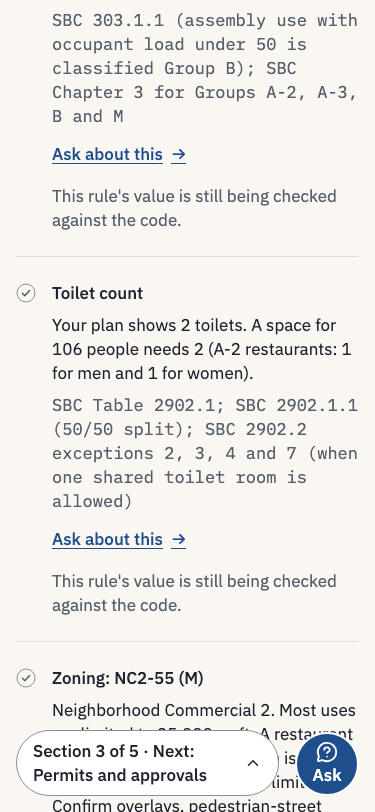 SBC 303.1.1 (assembly use with
occupant load under 50 is
classified Group B); SBC
Chapter 3 for Groups A-2, A-3,
B and M
Ask about this →
This rule's value is still being checked
against the code.
Toilet count
Your plan shows 2 toilets. A space for
106 people needs 2 (A-2 restaurants: 1
for men and 1 for women).
SBC Table 2902.1; SBC 2902.1.1
(50/50 split); SBC 2902.2
exceptions 2, 3, 4 and 7 (when
one shared toilet room is
allowed)
Ask about this →
This rule's value is still being checked
against the code.
Zoning: NC2-55 (M)
Neighborhood Commercial 2. Most uses
A restaurant
is
Section 3 of 5 · Next:
Permits and approvals
Ask
Confirm overlays, pedestrian-street